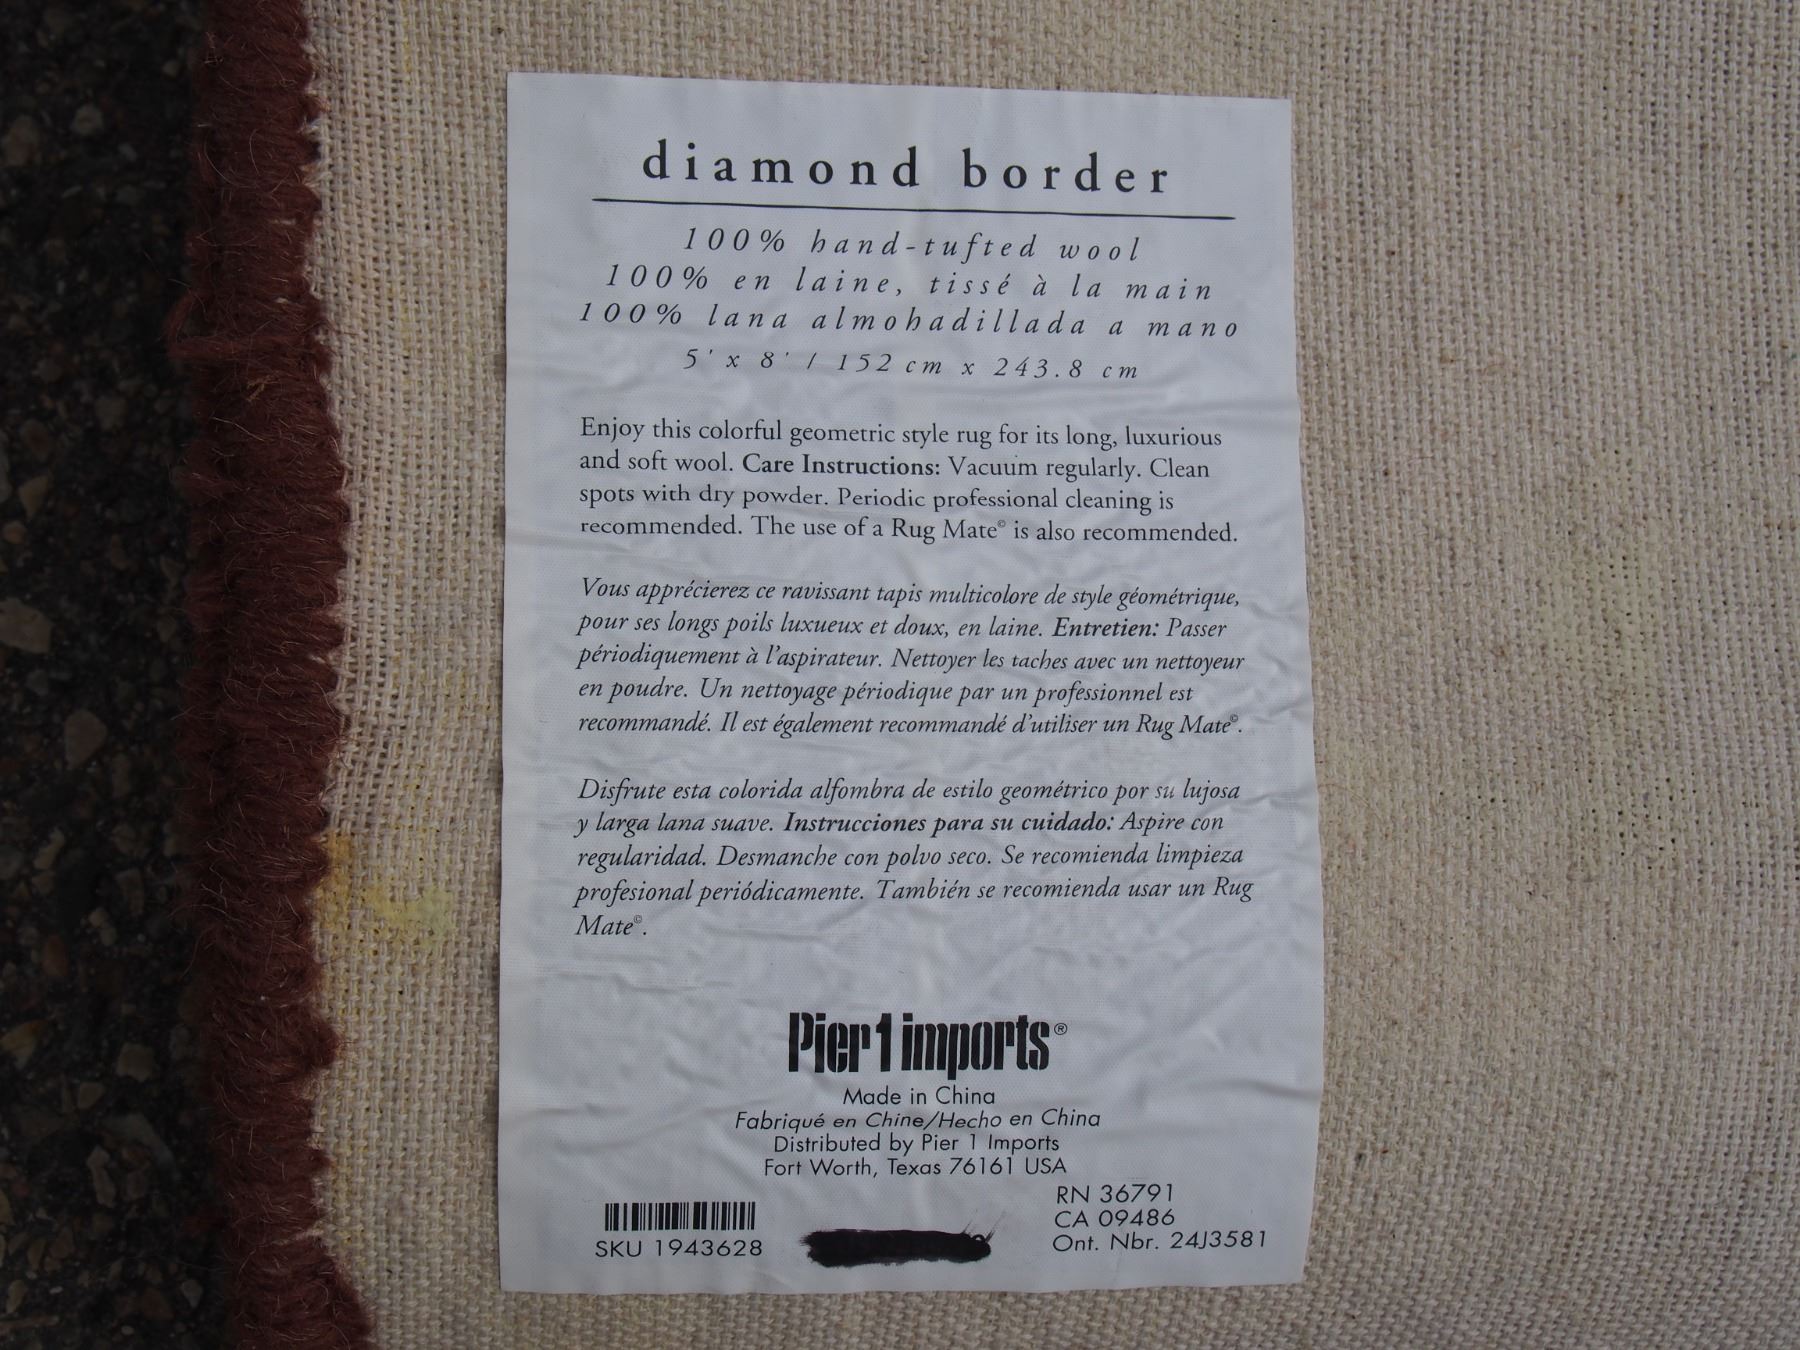 diamond border
100% hand-tufted wool
100% en laine, tissé à la main
100% lana almohadillada a mano
5' x 8' / 152 cm x 243.8 cm
Enjoy this colorful geometric style rug for its long, luxurious
and soft wool. Care Instructions: Vacuum regularly. Clean
spots with dry powder. Periodic professional cleaning is
recommended. The use of a Rug Mate© is also recommended.
Vous apprécierez ce ravissant tapis multicolore de style géométrique,
pour ses longs poils luxueux et doux, en laine. Entretien: Passer
périodiquement à l'aspirateur. Nettoyer les taches avec un nettoyeur
en poudre. Un nettoyage périodique par un professionnel est
recommandé. Il est également recommandé d'utiliser un Rug Mate©.
Disfrute esta colorida alfombra de estilo geométrico por su lujosa
y larga lana suave. Instrucciones para su cuidado: Aspire con
regularidad. Desmanche con polvo seco. Se recomienda limpieza
profesional periódicamente. También se recomienda usar un Rug
Mate©.
Pier 1 imports®
Made in China
Fabriqué en Chine/Hecho en China
Distributed by Pier 1 Imports
Fort Worth, Texas 76161 USA
SKU 1943628
RN 36791
CA 09486
Ont. Nbr. 24J3581